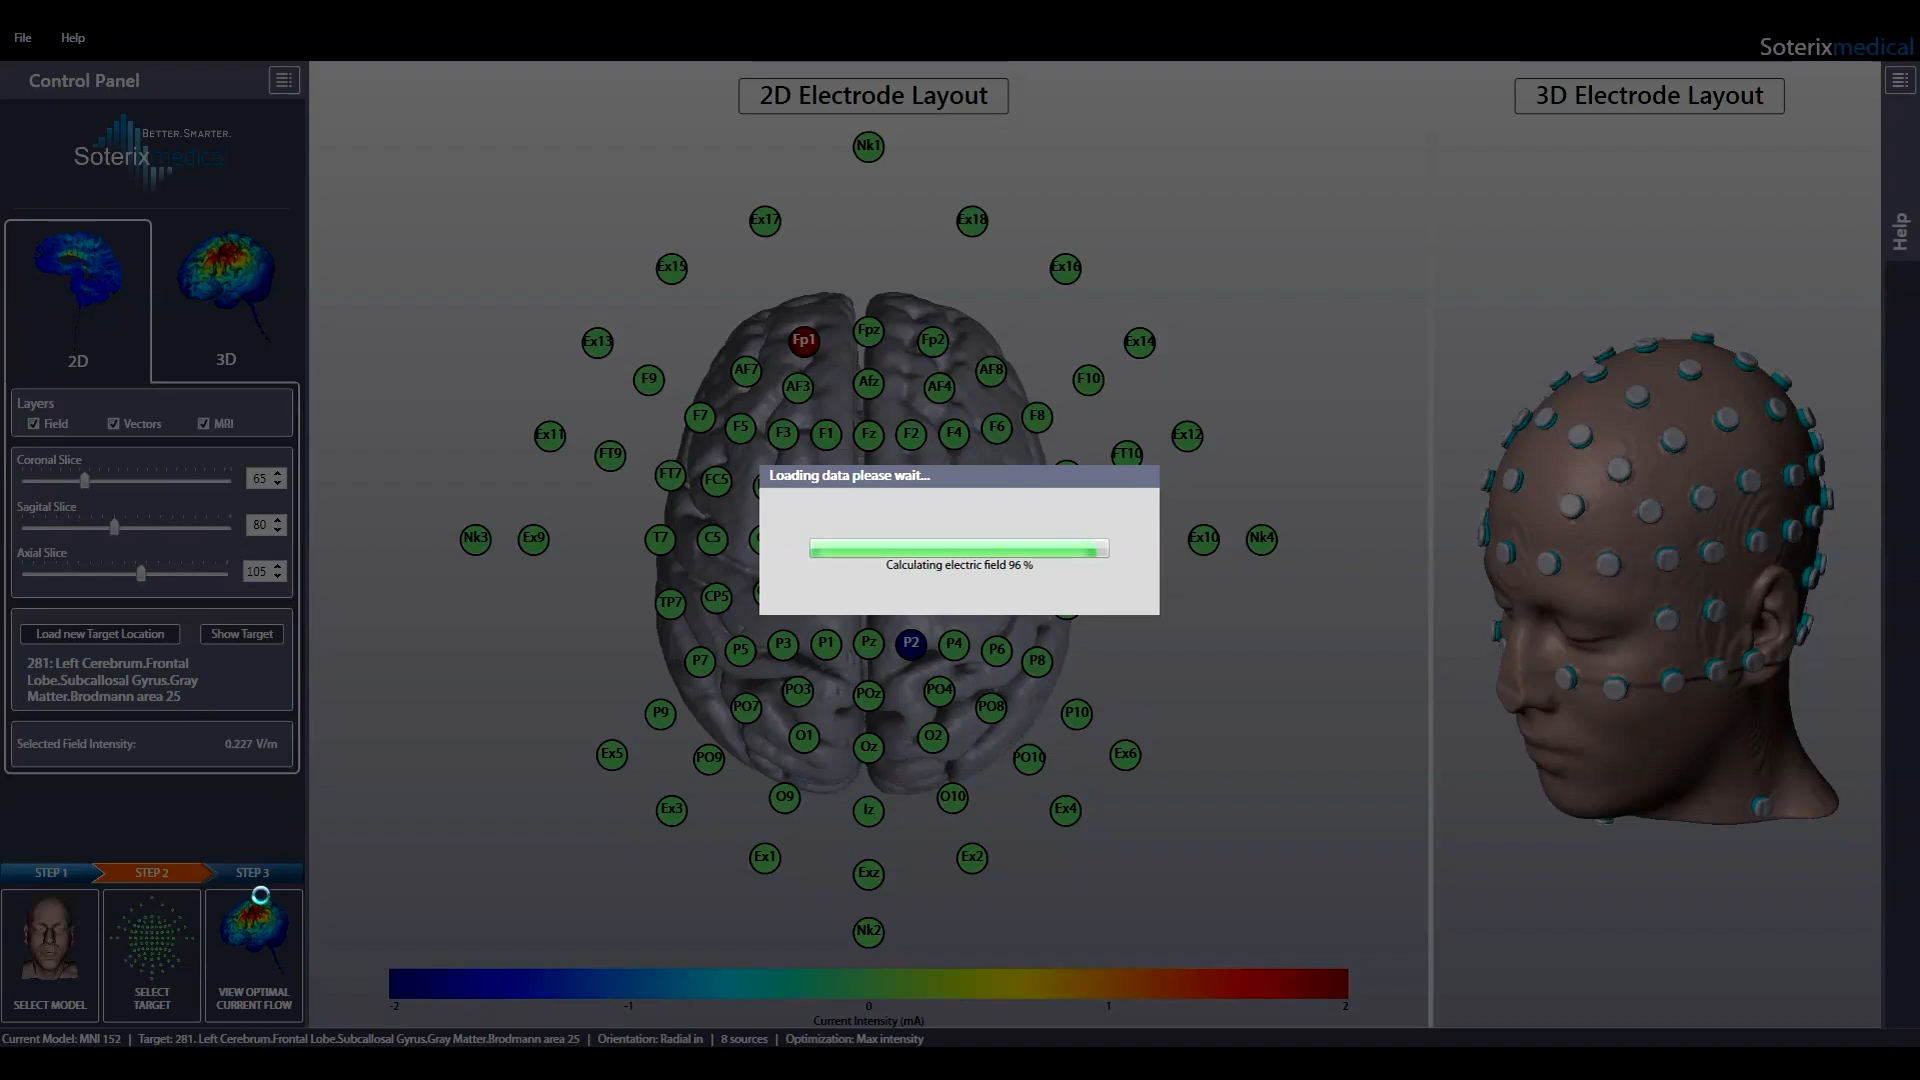 File Help
Soterixmedical
Control Panel
BETTER. SMARTER.
Soterixmedical
2D 3D
Layers
Field Vectors MRI
Coronal Slice
65
Sagital Slice
80
Axial Slice
105
Load new Target Location Show Target
281: Left Cerebrum.Frontal
Lobe.Subcallosal Gyrus.Gray
Matter.Brodmann area 25
Selected Field Intensity: 0.227 V/m
STEP 1 STEP 2 STEP 3
SELECT MODEL
SELECT
TARGET
VIEW OPTIMAL
CURRENT FLOW
2D Electrode Layout
Nk1
Ex17 Ex18
Ex15 Ex16
Fpz
Ex13 Fp1 Fp2 Ex14
F9 AF7 AF3 Afz AF4 AF8 F10
F7 F8
Ex11 F5 F3 F1 Fz F2 F4 F6 Ex12
FT9 FT10
FT7 FC5
Loading data please wait...
Nk3 Ex9 T7 C5 Ex10 Nk4
Calculating electric field 96 %
TP7 CP5
P7 P5 P3 P1 Pz P2 P4 P6 P8
P9 PO7 PO3 POz PO4 PO8 P10
Ex5 PO9 O1 Oz O2 PO10 Ex6
Ex3 O9 Iz O10 Ex4
Ex1 Exz Ex2
Nk2
-2 -1 0 1 2
Current Intensity (mA)
3D Electrode Layout
Help
Current Model: MNI 152 | Target: 281. Left Cerebrum.Frontal Lobe.Subcallosal Gyrus.Gray Matter.Brodmann area 25 | Orientation: Radial in | 8 sources | Optimization: Max intensity